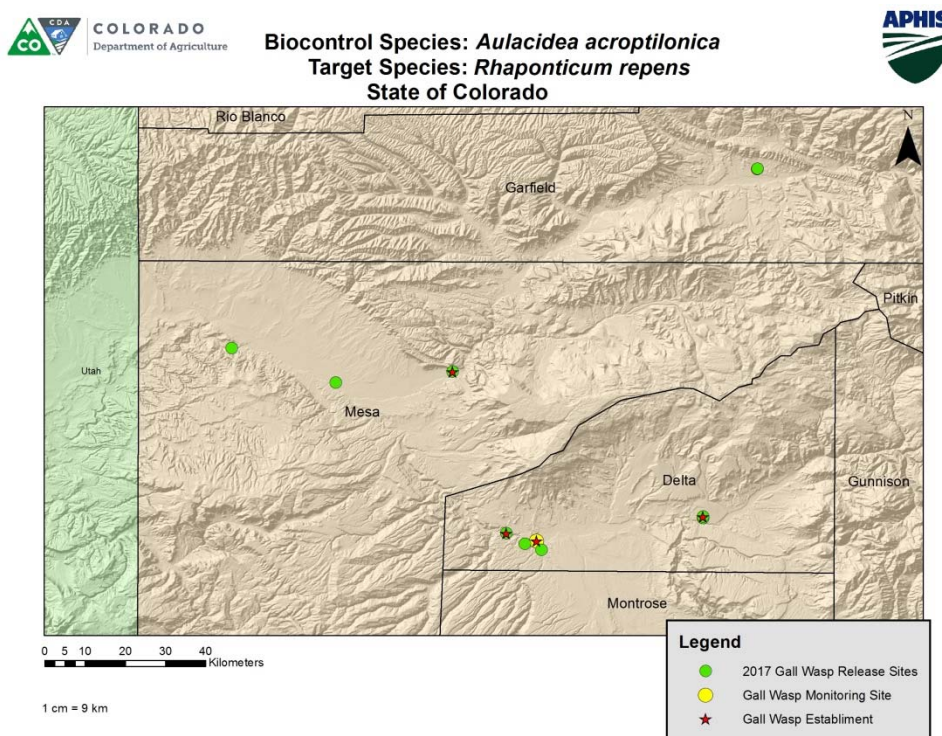 CO
CDA
COLORADO
Department of Agriculture
APHIS
Biocontrol Species: Aulacidea acroptilonica
Target Species: Rhaponticum repens
State of Colorado
Rio Blanco
N
Garfield
Pitkin
Utah
Mesa
Delta
Gunnison
Montrose
0 5 10 20 30 40
Kilometers
1 cm = 9 km
Legend
2017 Gall Wasp Release Sites
Gall Wasp Monitoring Site
Gall Wasp Establiment